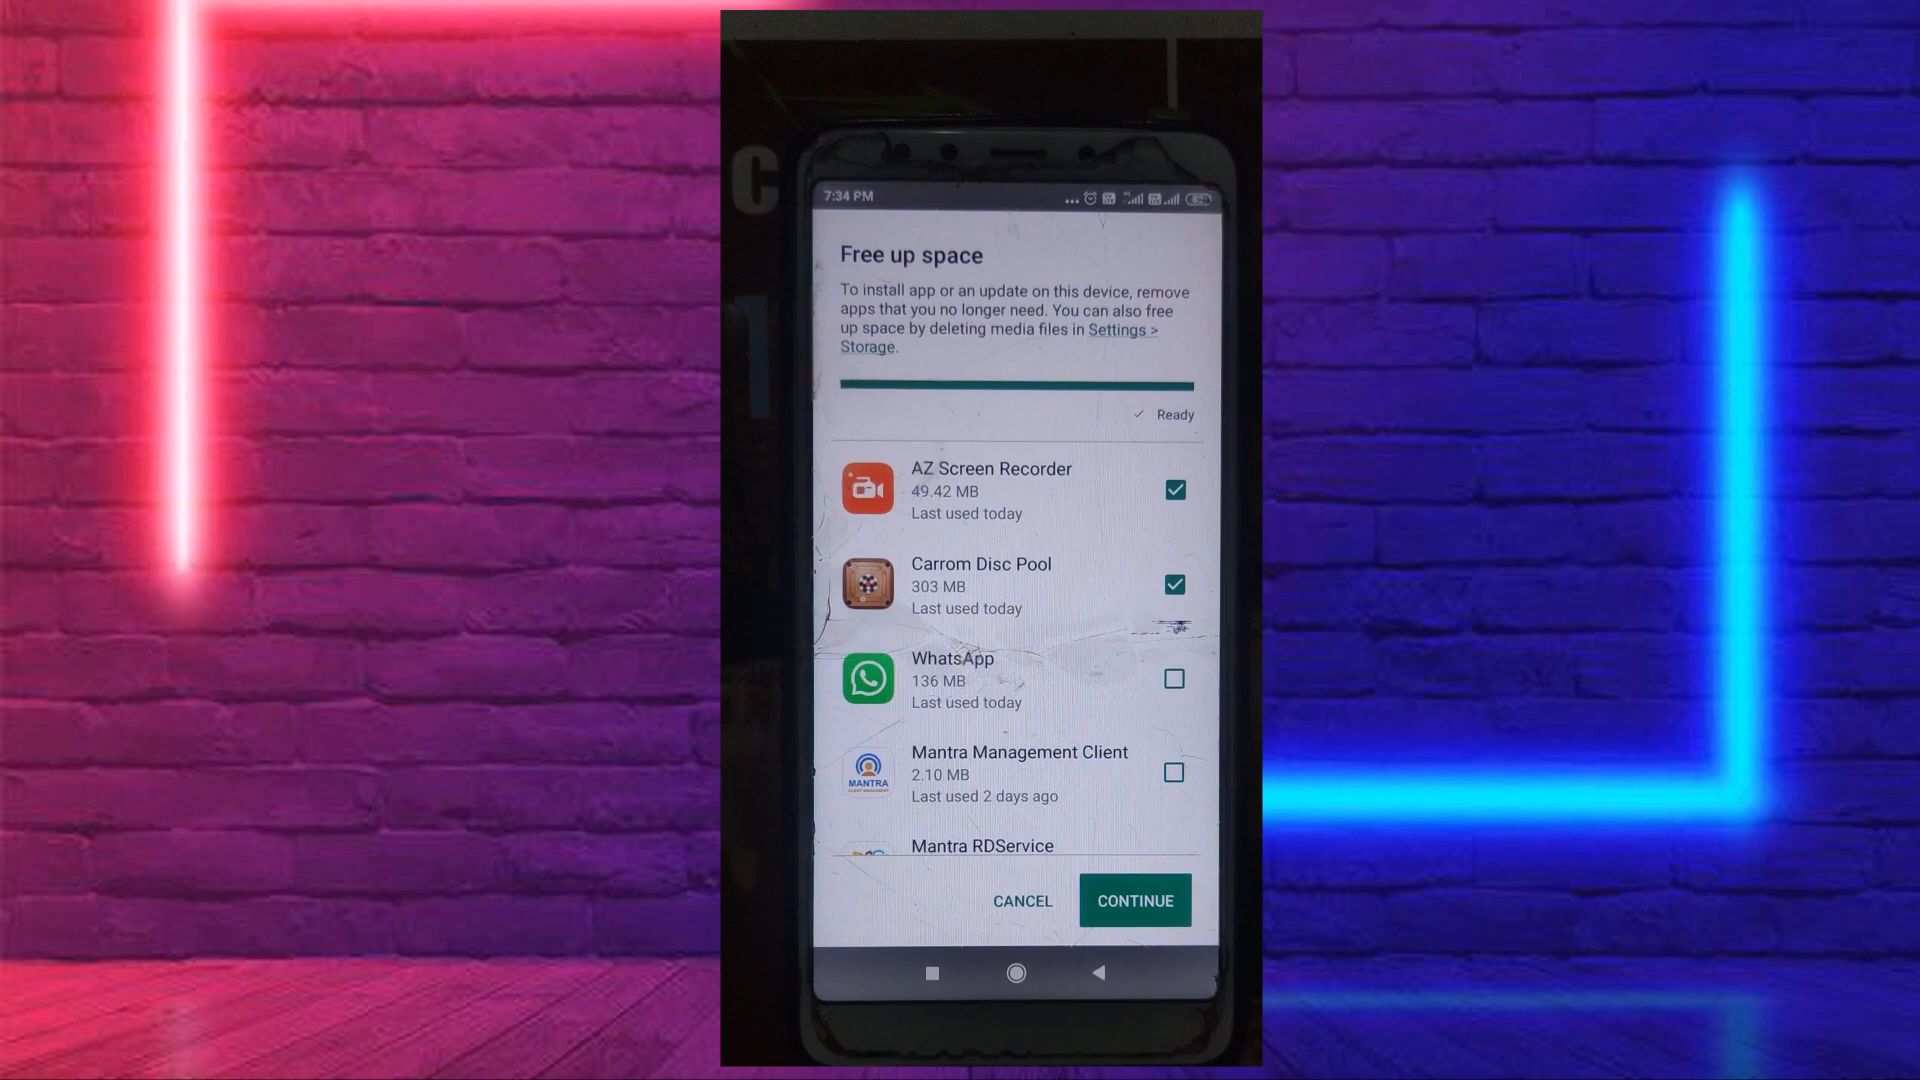 C
1
7:34 PM
82
Free up space
To install app or an update on this device, remove
apps that you no longer need. You can also free
up space by deleting media files in Settings >
Storage.
✓ Ready
AZ Screen Recorder
49.42 MB
Last used today
Carrom Disc Pool
303 MB
Last used today
WhatsApp
136 MB
Last used today
Mantra Management Client
2.10 MB
Last used 2 days ago
MANTRA
Mantra RDService
CANCEL
CONTINUE